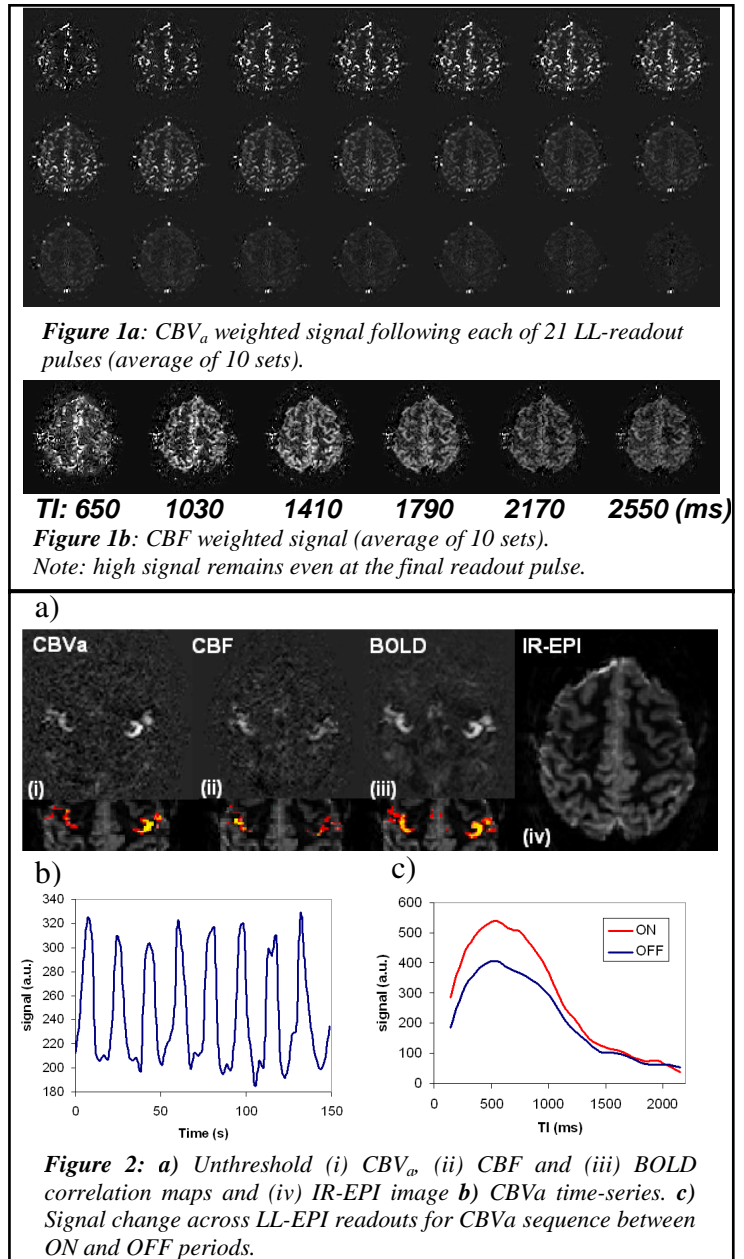 Figure 1a: CBVa weighted signal following each of 21 LL-readout
pulses (average of 10 sets).
TI: 650 1030 1410 1790 2170 2550 (ms)
Figure 1b: CBF weighted signal (average of 10 sets).
Note: high signal remains even at the final readout pulse.
a)
CBVa CBF BOLD IR-EPI
(i) (ii) (iii) (iv)
b)
340
320
300
280
260
240
220
200
180
signal (a.u.)
0 50 100 150
Time (s)
c)
600
500
400
300
200
100
0
signal (a.u.)
ON
OFF
0 500 1000 1500 2000
TI (ms)
Figure 2: a) Unthreshold (i) CBVa, (ii) CBF and (iii) BOLD
correlation maps and (iv) IR-EPI image b) CBVa time-series. c)
Signal change across LL-EPI readouts for CBVa sequence between
ON and OFF periods.